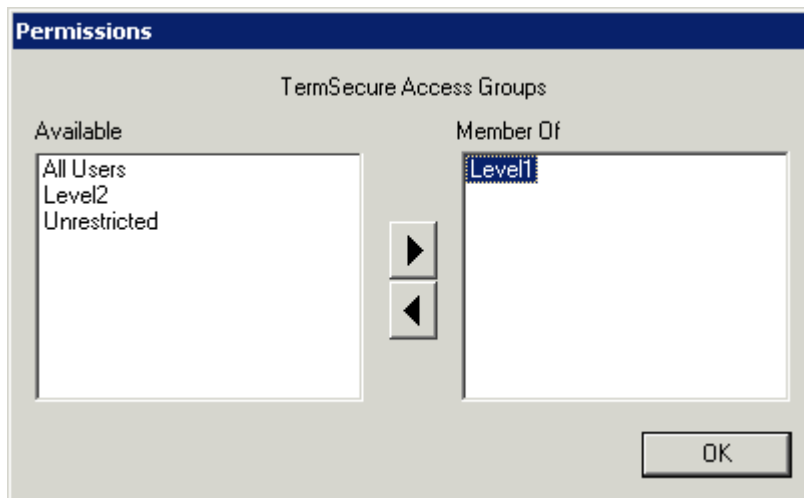 Permissions
TermSecure Access Groups
Available
Member Of
All Users
Level2
Unrestricted
Level1
OK